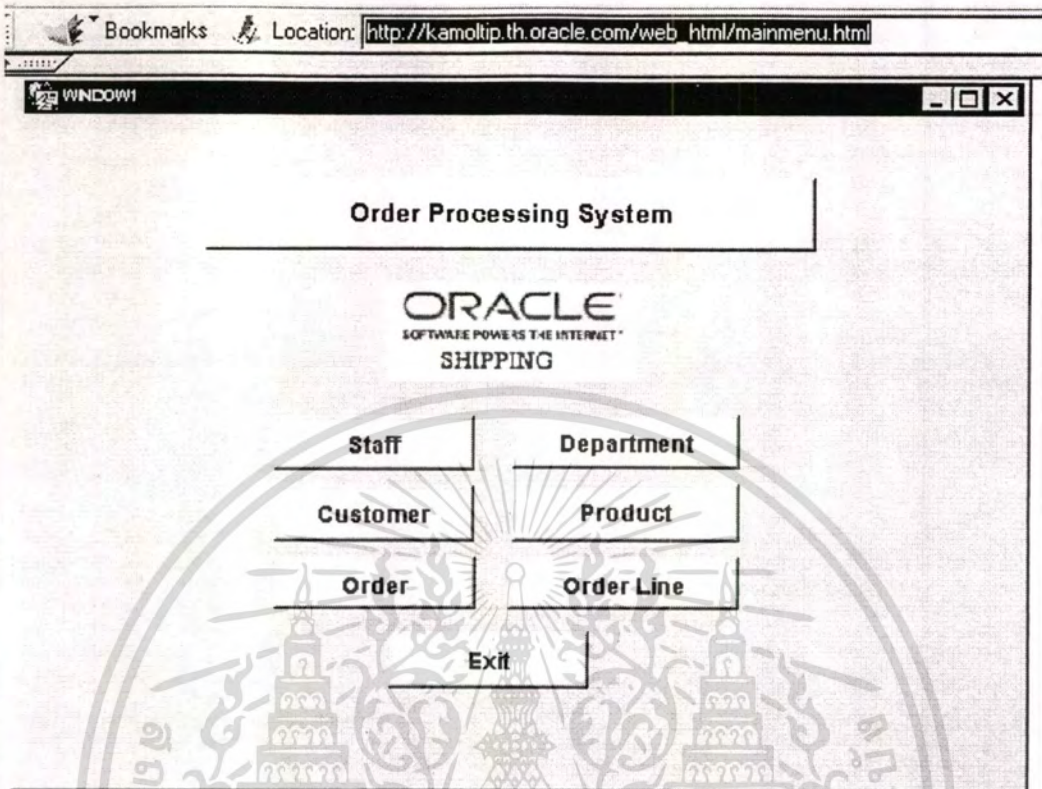 Bookmarks Location: http://kamoltip.th.oracle.com/web_html/mainmenu.html
WINDOW1
Order Processing System
ORACLE
SOFTWARE POWERS THE INTERNET
SHIPPING
Staff Department
Customer Product
Order Order Line
Exit